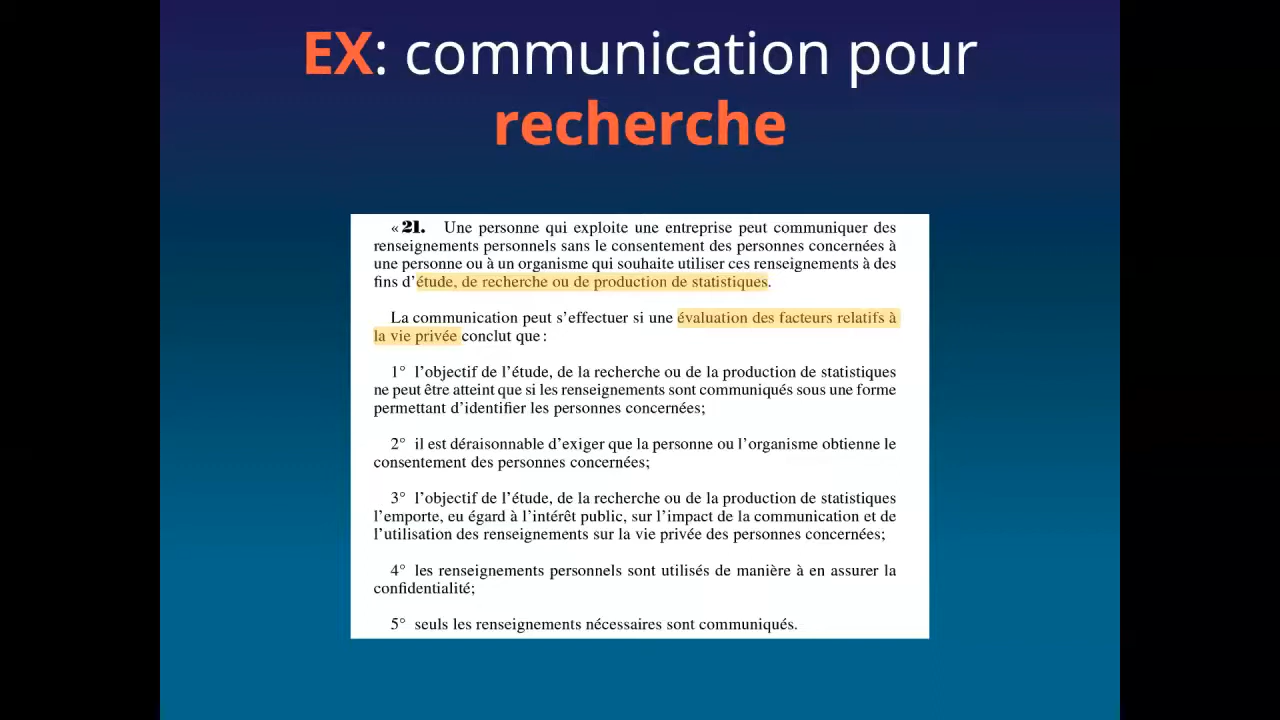 EX: communication pour
recherche
« 21. Une personne qui exploite une entreprise peut communiquer des
renseignements personnels sans le consentement des personnes concernées à
une personne ou à un organisme qui souhaite utiliser ces renseignements à des
fins d’étude, de recherche ou de production de statistiques.
La communication peut s’effectuer si une évaluation des facteurs relatifs à
la vie privée conclut que :
1° l’objectif de l’étude, de la recherche ou de la production de statistiques
ne peut être atteint que si les renseignements sont communiqués sous une forme
permettant d’identifier les personnes concernées;
2° il est déraisonnable d’exiger que la personne ou l’organisme obtienne le
consentement des personnes concernées;
3° l’objectif de l’étude, de la recherche ou de la production de statistiques
l’emporte, eu égard à l’intérêt public, sur l’impact de la communication et de
l’utilisation des renseignements sur la vie privée des personnes concernées;
4° les renseignements personnels sont utilisés de manière à en assurer la
confidentialité;
5° seuls les renseignements nécessaires sont communiqués.